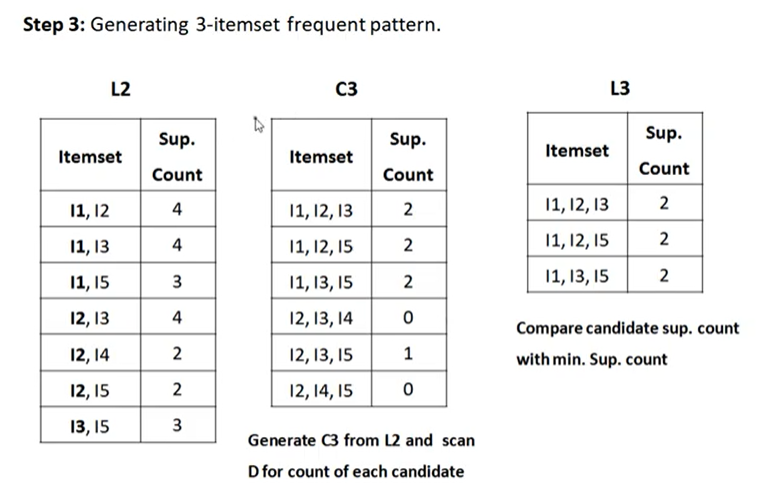 Step 3: Generating 3-itemset frequent pattern.
L2
Itemset Sup. Count
I1, I2 4
I1, I3 4
I1, I5 3
I2, I3 4
I2, I4 2
I2, I5 2
I3, I5 3
C3
Itemset Sup. Count
I1, I2, I3 2
I1, I2, I5 2
I1, I3, I5 2
I2, I3, I4 0
I2, I3, I5 1
I2, I4, I5 0
Generate C3 from L2 and scan
D for count of each candidate
L3
Itemset Sup. Count
I1, I2, I3 2
I1, I2, I5 2
I1, I3, I5 2
Compare candidate sup. count
with min. Sup. count